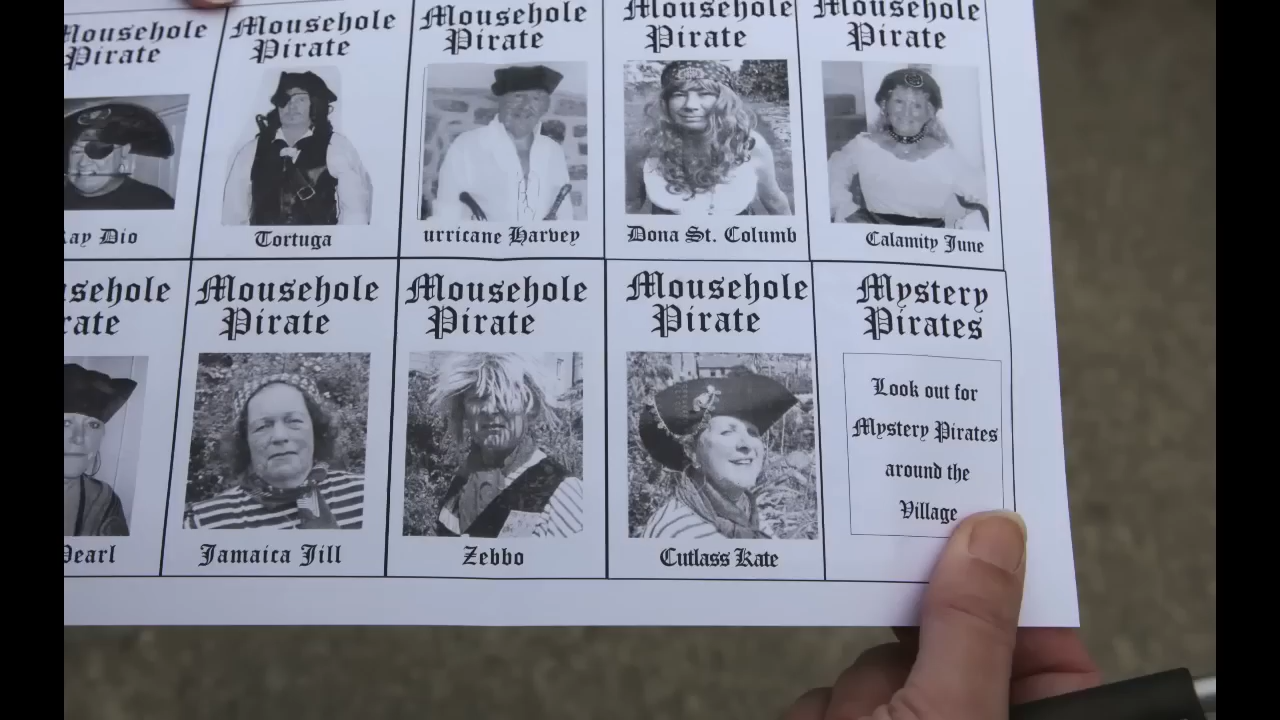 Mousehole
Pirate
Mousehole
Pirate
Mousehole
Pirate
Mousehole
Pirate
Mousehole
Pirate
ay Dio
Tortuga
urricane Harvey
Dona St. Columb
Calamity June
sehole
rate
Mousehole
Pirate
Mousehole
Pirate
Mousehole
Pirate
Mystery
Pirates
Look out for
Mystery Pirates
around the
Village
Pearl
Jamaica Jill
Zebbo
Cutlass Kate